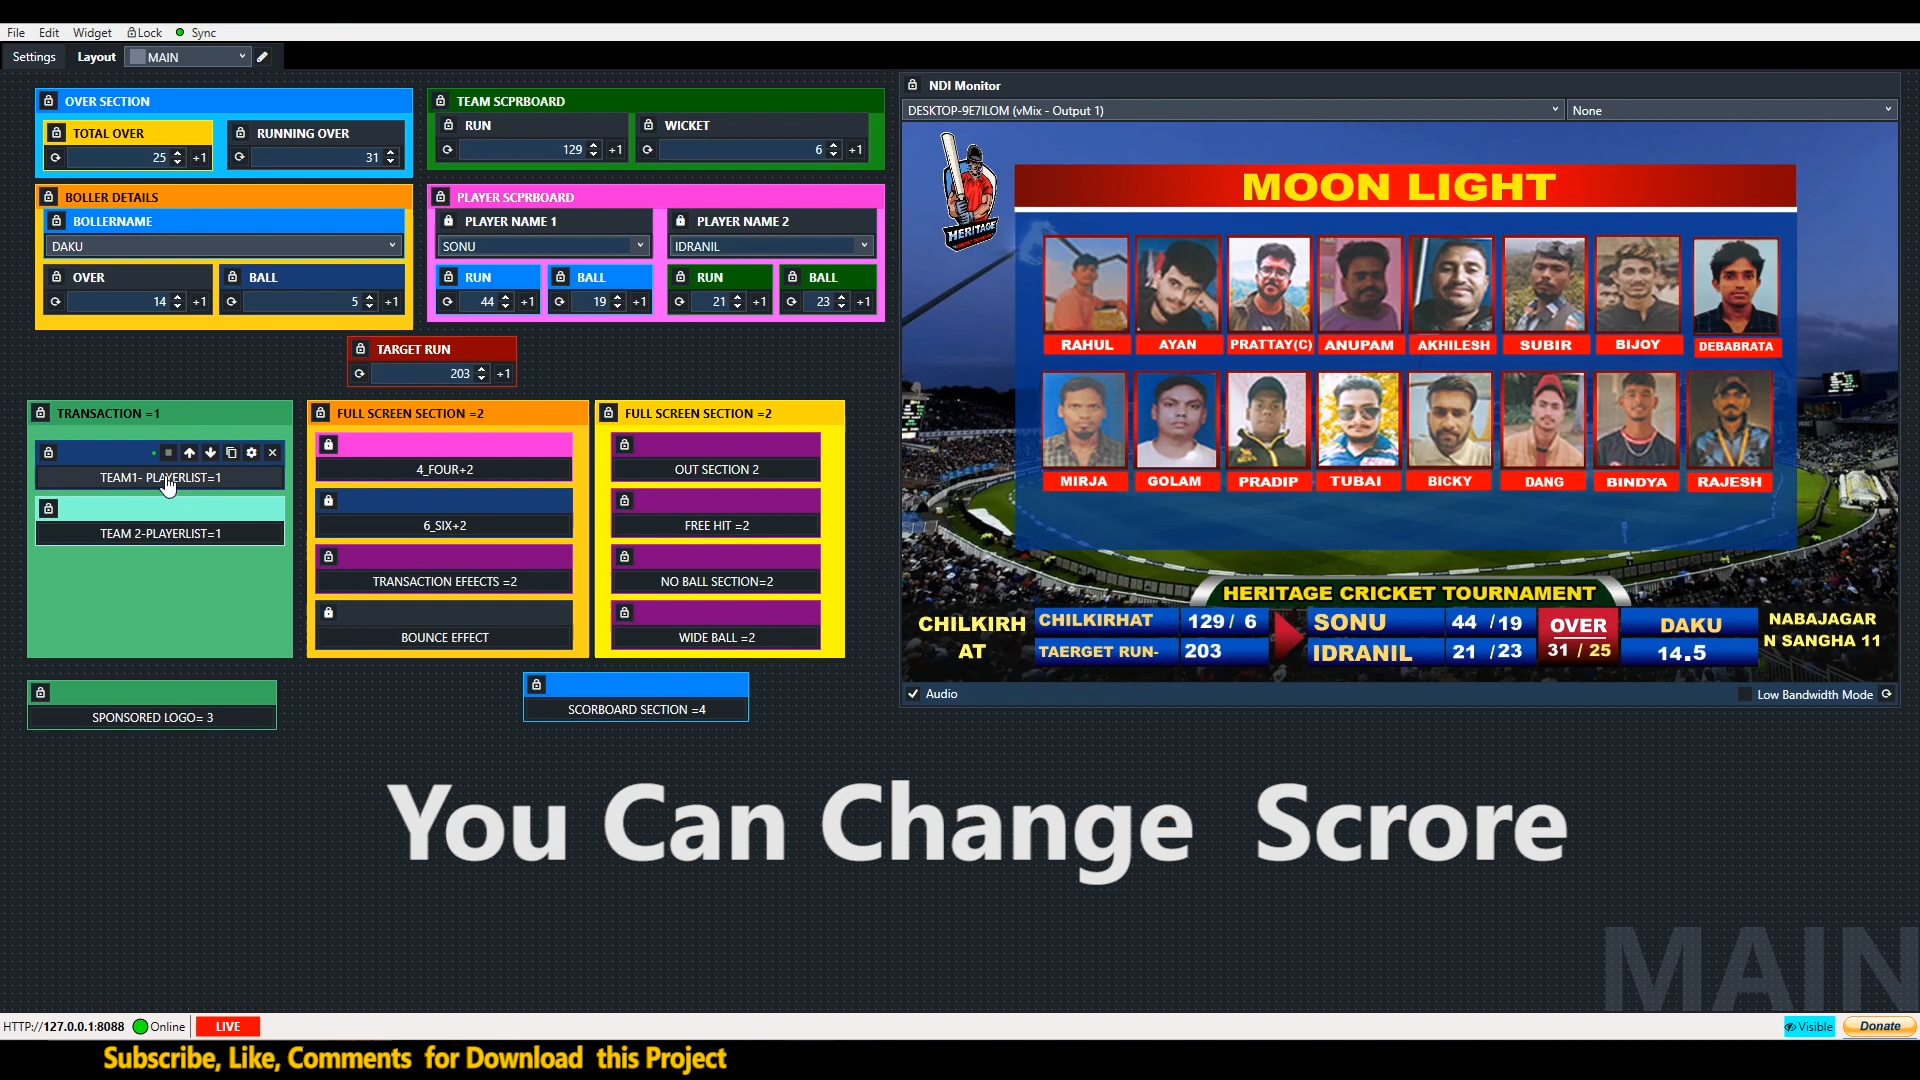 File Edit Widget Lock Sync
Settings Layout MAIN
OVER SECTION
TOTAL OVER RUNNING OVER
25 +1 31
BOLLER DETAILS
BOLLERNAME
DAKU
OVER BALL
14 +1 5 +1
TEAM SCPRBOARD
RUN WICKET
129 +1 6 +1
PLAYER SCPRBOARD
PLAYER NAME 1 PLAYER NAME 2
SONU IDRANIL
RUN BALL RUN BALL
44 +1 19 +1 21 +1 23 +1
TARGET RUN
203 +1
TRANSACTION =1
TEAM1- PLAYERLIST=1
TEAM 2-PLAYERLIST=1
FULL SCREEN SECTION =2
4_FOUR+2
6_SIX+2
TRANSACTION EFEECTS =2
BOUNCE EFFECT
FULL SCREEN SECTION =2
OUT SECTION 2
FREE HIT =2
NO BALL SECTION=2
WIDE BALL =2
SPONSORED LOGO= 3
SCORBOARD SECTION =4
NDI Monitor
DESKTOP-9E7ILOM (vMix - Output 1) None
HERITAGE
MOON LIGHT
RAHUL AYAN PRATTAY(C) ANUPAM AKHILESH SUBIR BIJOY DEBABRATA
MIRJA GOLAM PRADIP TUBAI BICKY DANG BINDYA RAJESH
HERITAGE CRICKET TOURNAMENT
CHILKIRH
AT
CHILKIRHAT 129/ 6 SONU 44 /19 OVER DAKU
TAERGET RUN- 203 IDRANIL 21 /23 31 / 25 14.5
NABAJAGAR
N SANGHA 11
Audio Low Bandwidth Mode
You Can Change Scrore
MAIN
HTTP://127.0.0.1:8088 Online LIVE Visible Donate
Subscribe, Like, Comments for Download this Project